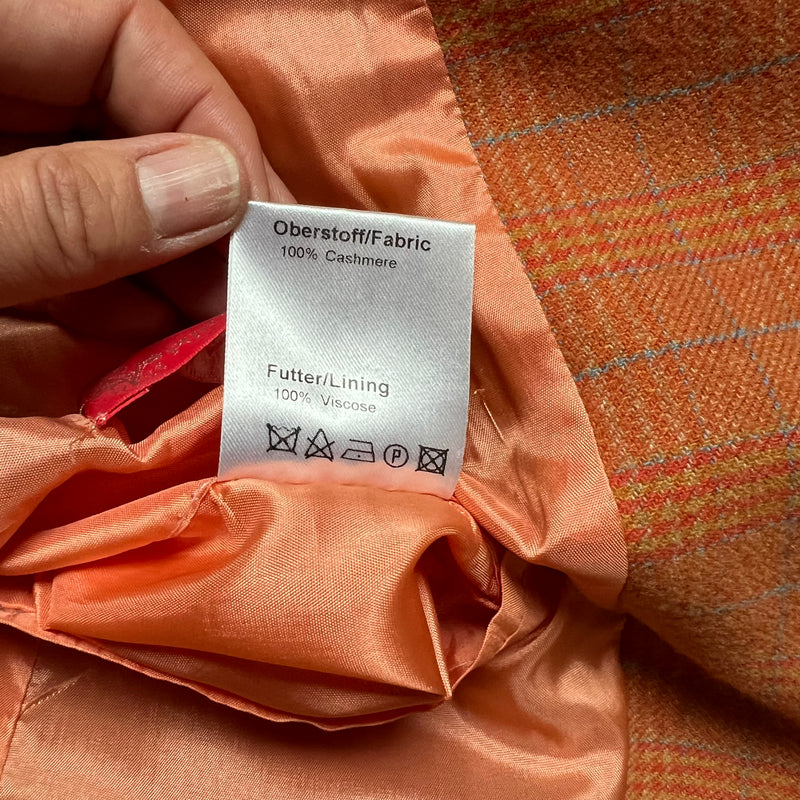 Oberstoff/Fabric
100% Cashmere
Futter/Lining
100% Viscose
P